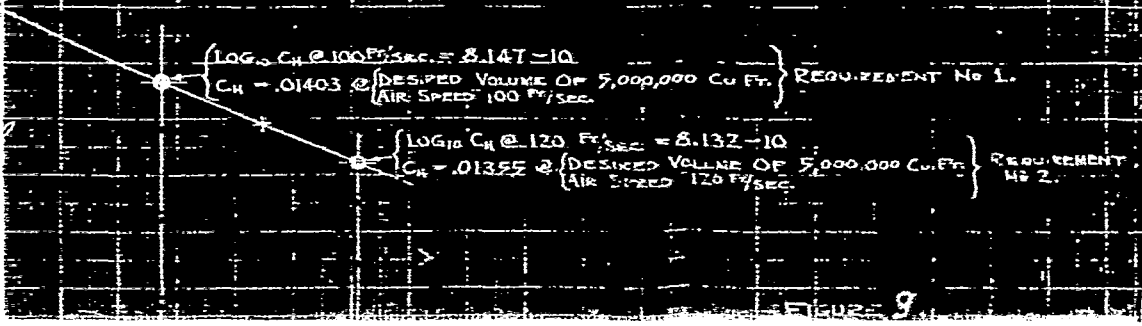 LOG₁₀ CH @ 100 FT/SEC. = 8.147-10
CH = .01403 @ { DESIRED VOLUME OF 5,000,000 CU FT.
AIR SPEED 100 FT/SEC.
REQUIREMENT No 1.
LOG₁₀ CH @ 120 FT/SEC = 8.132-10
CH = .01355 @ { DESIRED VOLUME OF 5,000,000 CU. FT.
AIR SPEED 120 FT/SEC.
REQUIREMENT
No 2.
FIGURE 9